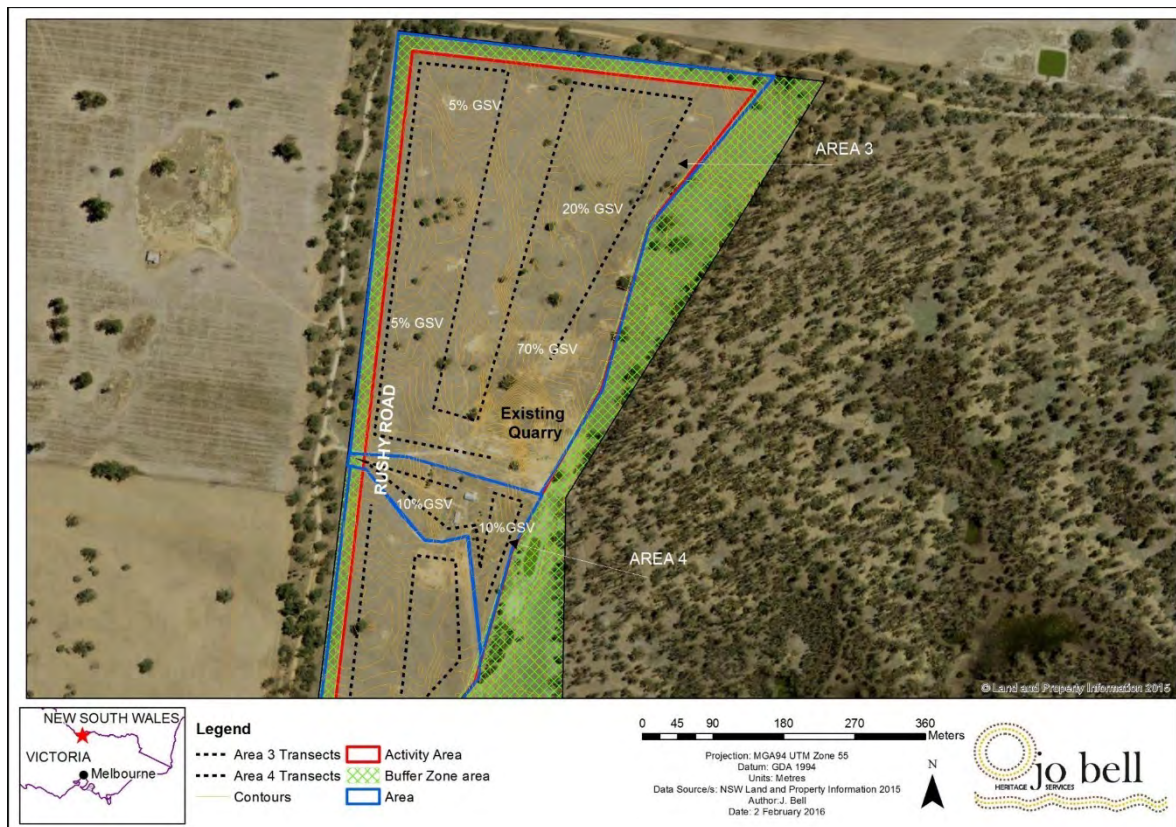 5% GSV
AREA 3
20% GSV
5% GSV
70% GSV
RUSHY ROAD
Existing
Quarry
10%GSV
10%GSV
AREA 4
© Land and Property Information 2015
NEW SOUTH WALES
VICTORIA
Melbourne
Legend
Area 3 Transects
Area 4 Transects
Contours
Activity Area
Buffer Zone area
Area
0 45 90 180 270 360
Meters
Projection: MGA94 UTM Zone 55
Datum: GDA 1994
Units: Metres
Data Source/s: NSW Land and Property Information 2015
Author:J. Bell
Date: 2 February 2016
N
jo bell
HERITAGE SERVICES